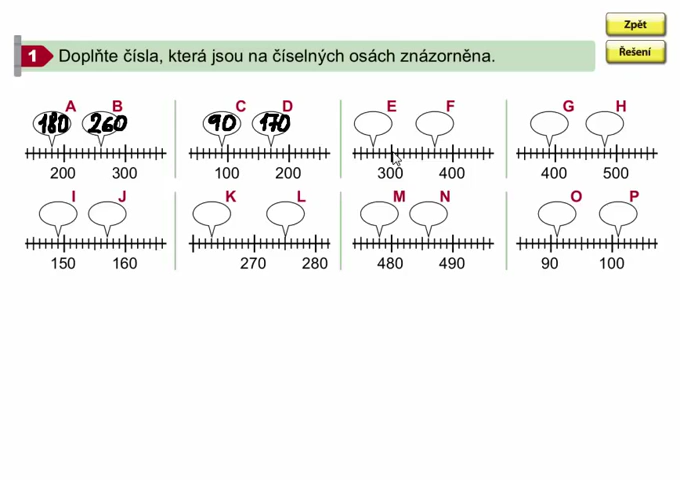 Zpět
1 Doplňte čísla, která jsou na číselných osách znázorněna.
Řešení
A B C D E F G H
180 260 90 170
200 300 100 200 300 400 400 500
I J K L M N O P
150 160 270 280 480 490 90 100